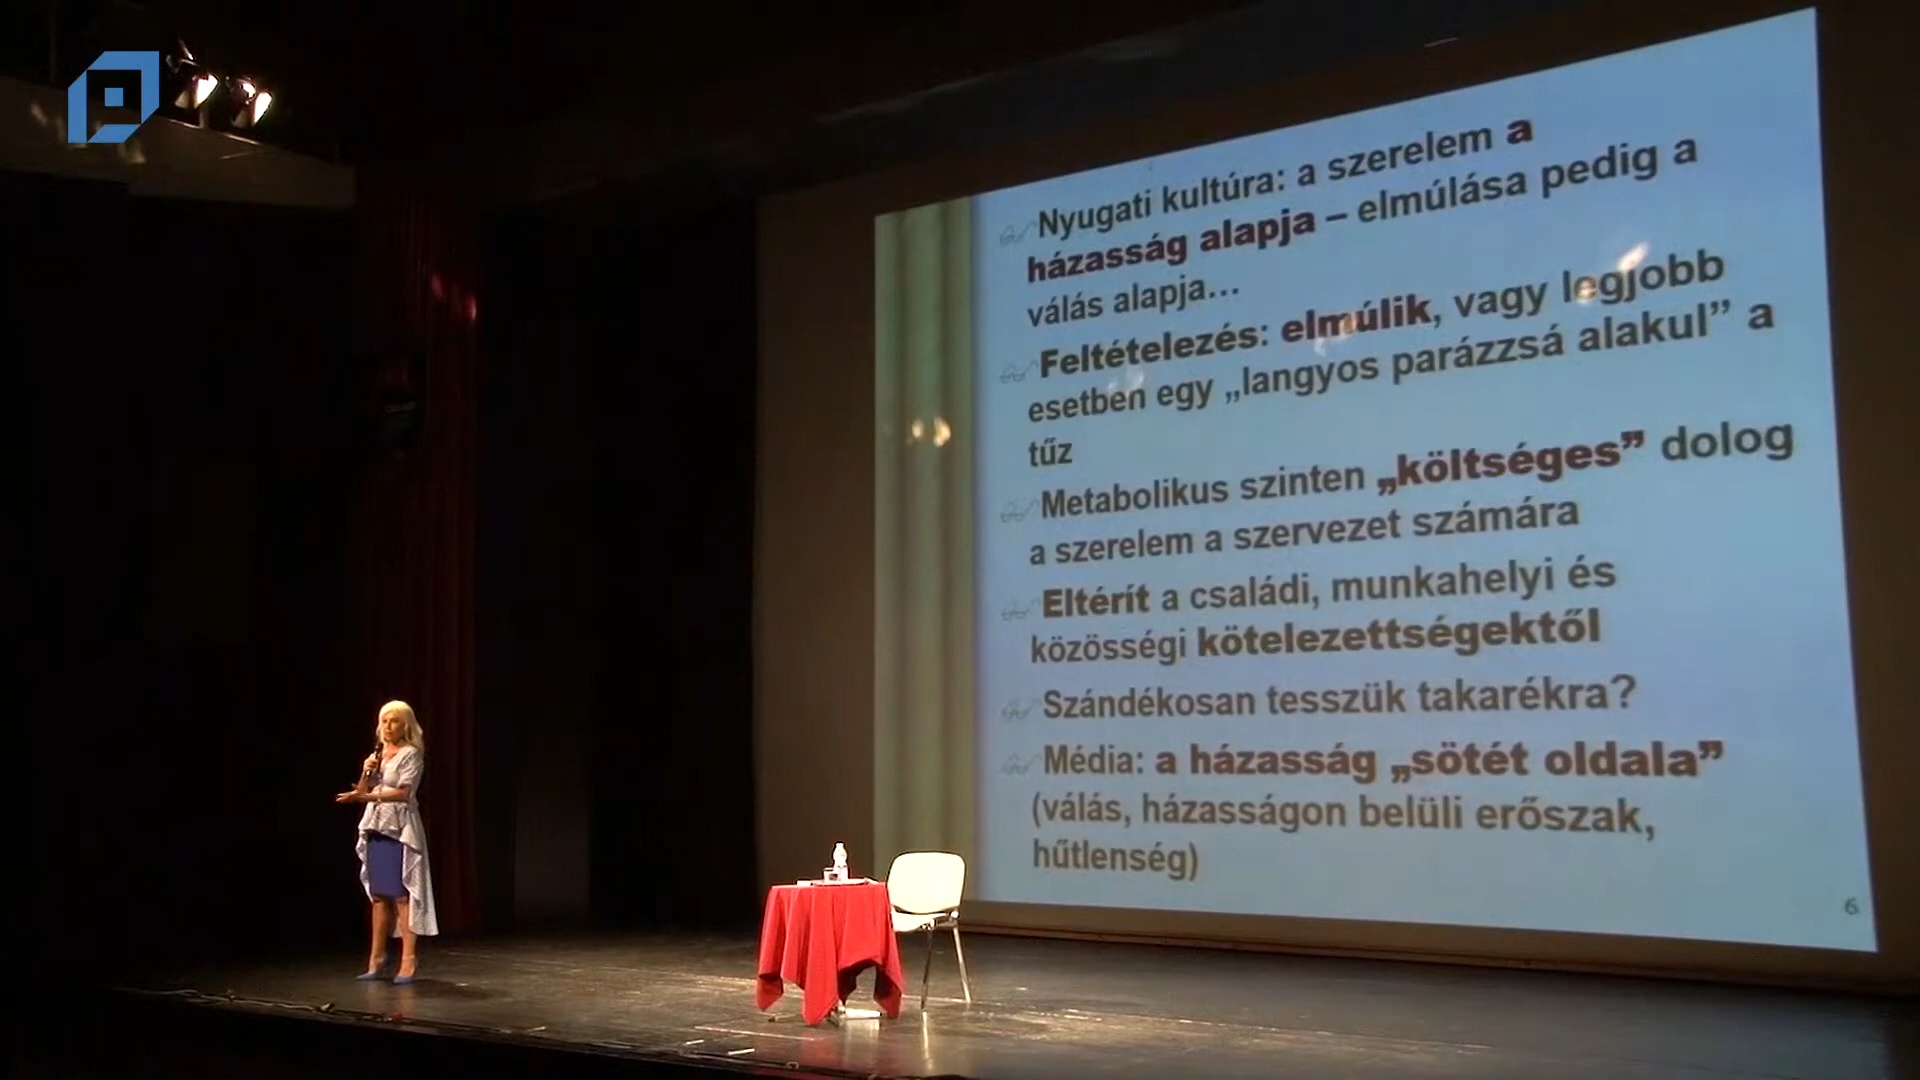 Nyugati kultúra: a szerelem a
házasság alapja – elmúlása pedig a
válás alapja...
Feltételezés: elmúlik, vagy legjobb
esetben egy „langyos parázzsá alakul” a
tűz
Metabolikus szinten „költséges” dolog
a szerelem a szervezet számára
Eltérít a családi, munkahelyi és
közösségi kötelezettségektől
Szándékosan tesszük takarékra?
Média: a házasság „sötét oldala”
(válás, házasságon belüli erőszak,
hűtlenség)
6